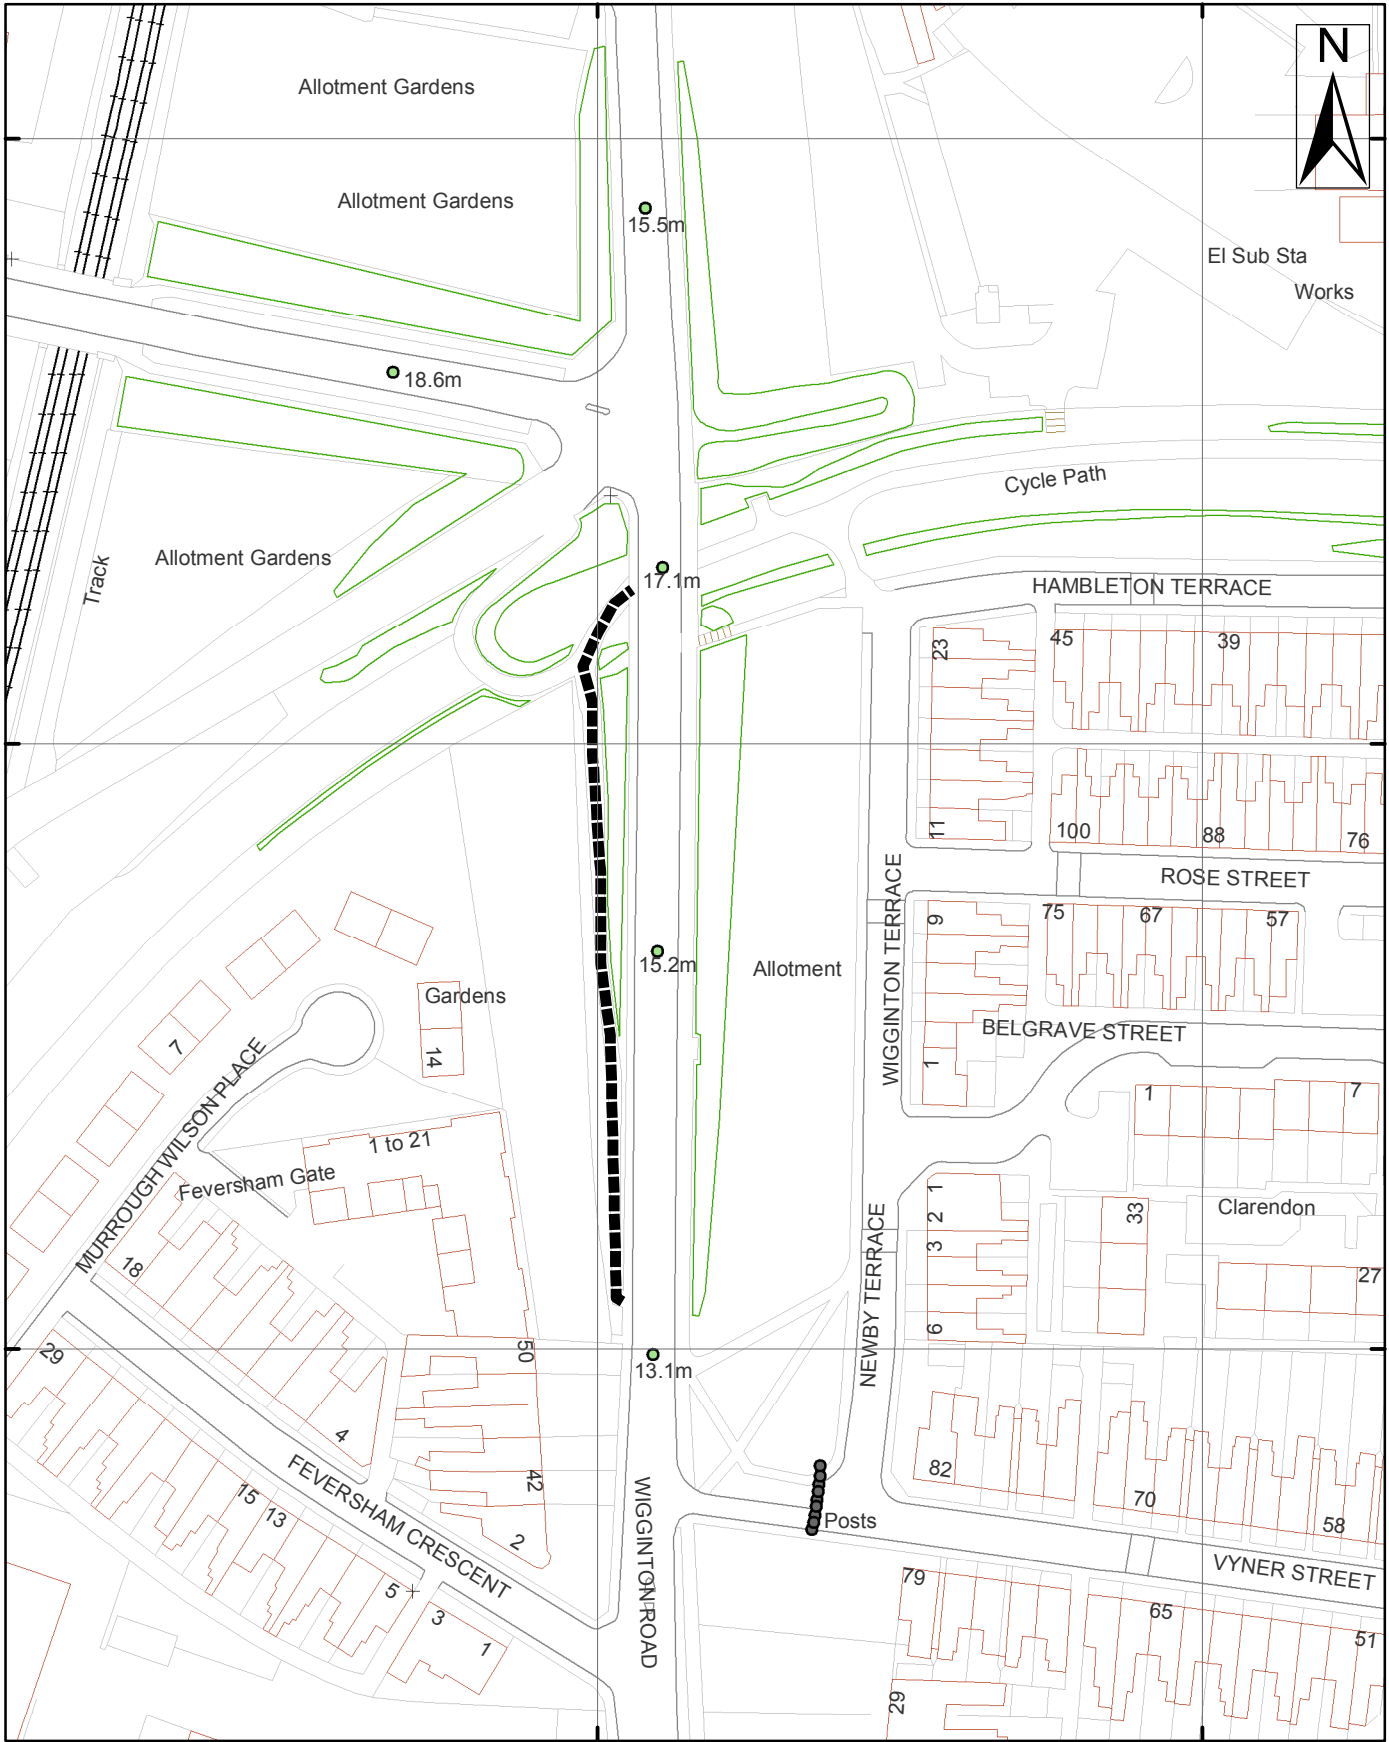 N
Allotment Gardens
Allotment Gardens
15.5m
El Sub Sta
Works
18.6m
Cycle Path
Track
Allotment Gardens
17.1m
HAMBLETON TERRACE
23
45
39
11
100
88
76
ROSE STREET
WIGGINTON TERRACE
9
75
67
57
15.2m
Allotment
Gardens
7
14
BELGRAVE STREET
1
1
7
MURROUGH WILSON PLACE
1 to 21
Feversham Gate
18
1
2
3
6
33
Clarendon
27
NEWBY TERRACE
29
50
13.1m
4
42
82
70
58
FEVERSHAM CRESCENT
15
13
2
WIGGINTON ROAD
Posts
VYNER STREET
5
3
1
79
65
51
29